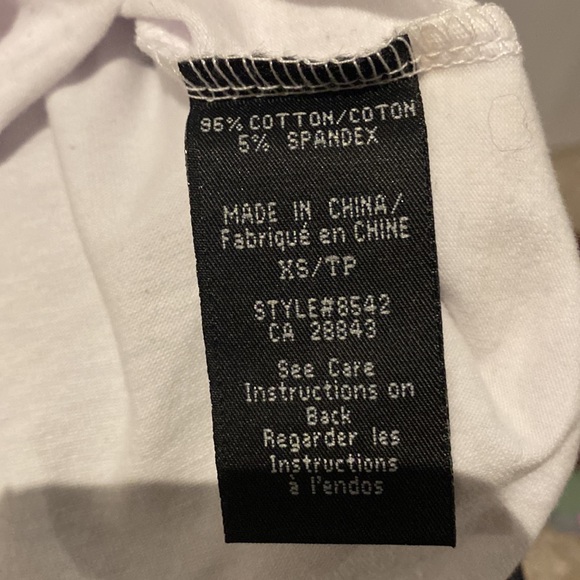 95% COTTON/COTON
5% SPANDEX
MADE IN CHINA/
Fabriqué en CHINE
XS/TP
STYLE#8542
CA 28843
See Care
Instructions on
Back
Regarder les
Instructions
à l'endos